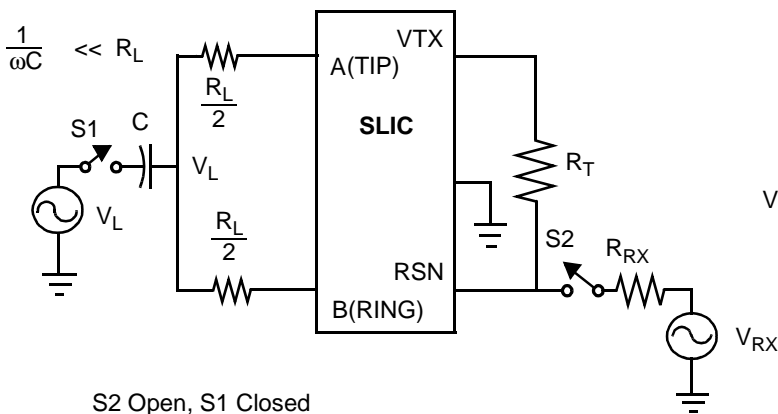 1
ωC
<< R_L
VTX
A(TIP)
R_L
2
SLIC
S1
C
V_L
V_L
R_T
R_L
2
S2
R_RX
RSN
B(RING)
V
V_RX
S2 Open, S1 Closed